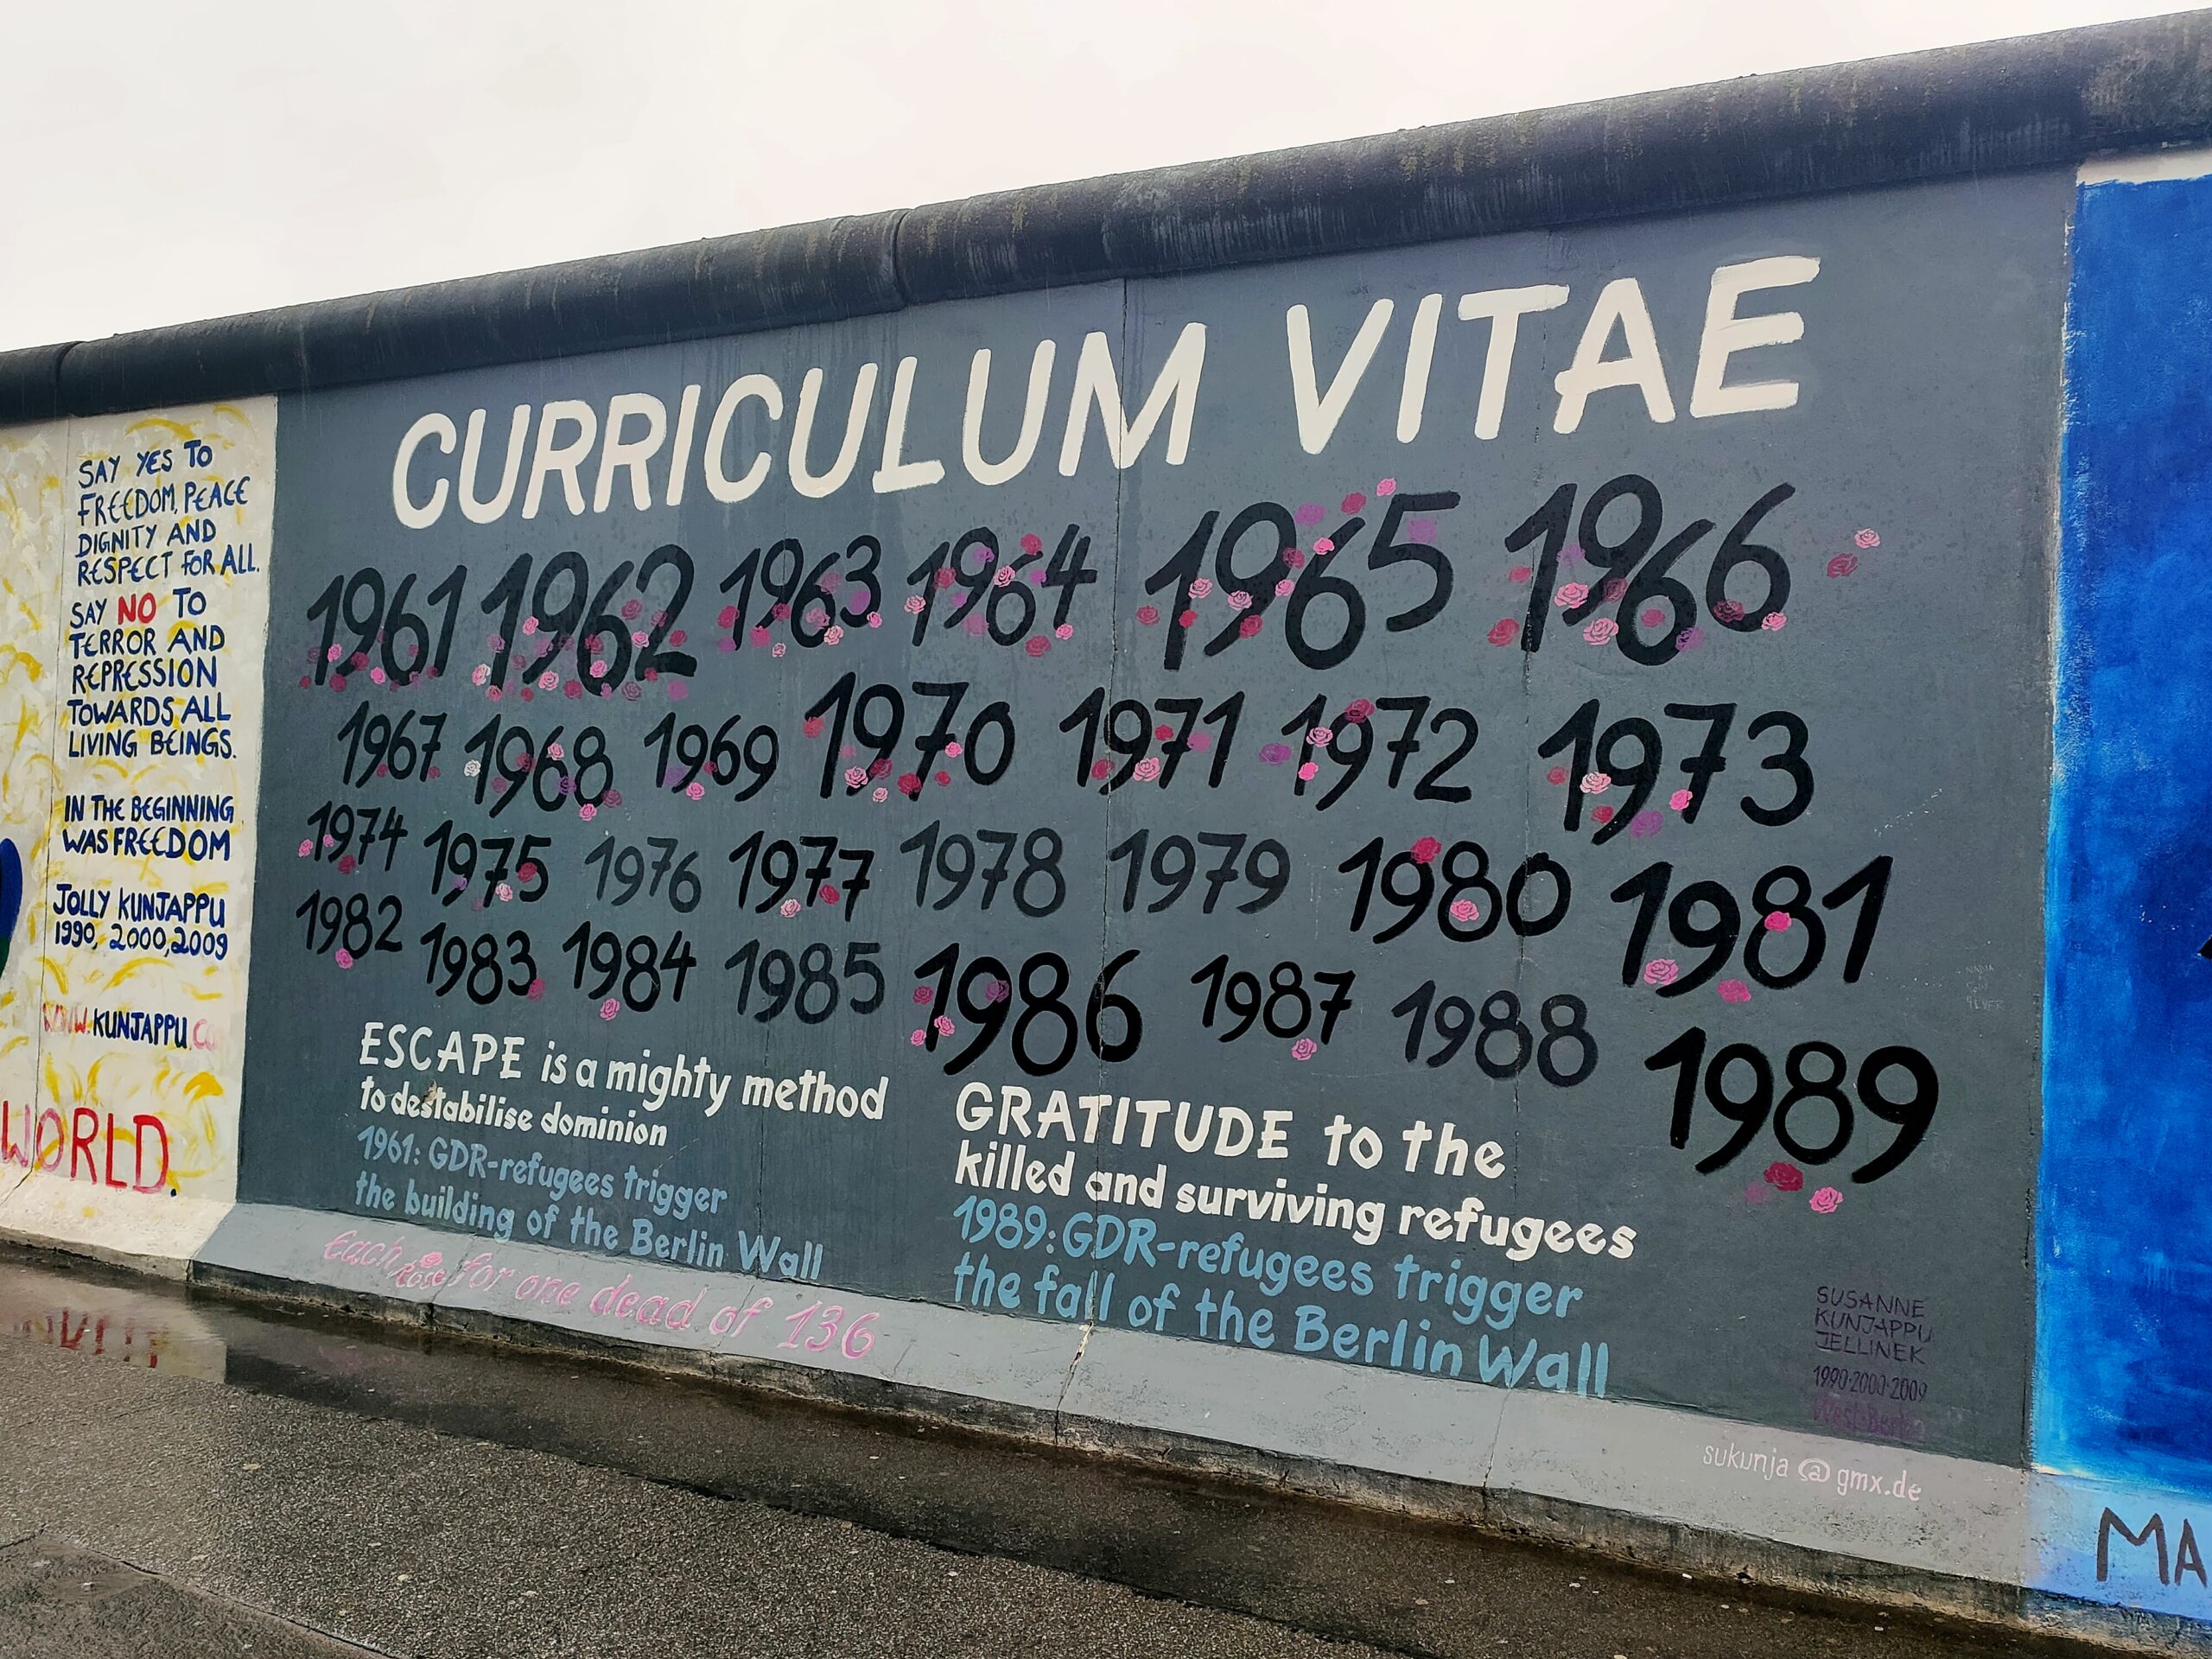 SAY YES TO
FREEDOM, PEACE
DIGNITY AND
RESPECT FOR ALL.
SAY NO TO
TERROR AND
REPRESSION
TOWARDS ALL
LIVING BEINGS.
IN THE BEGINNING
WAS FREEDOM
JOLLY KUNJAPPU
1990, 2000, 2009
WWW.KUNJAPPU.CO
WORLD.
CURRICULUM VITAE
1961 1962 1963 1964 1965 1966
1967 1968 1969 1970 1971 1972 1973
1974 1975 1976 1977 1978 1979 1980 1981
1982 1983 1984 1985 1986 1987 1988 1989
ESCAPE is a mighty method
to destabilise dominion
1961: GDR-refugees trigger
the building of the Berlin Wall
each rose for one dead of 136
GRATITUDE to the
killed and surviving refugees
1989: GDR-refugees trigger
the fall of the Berlin Wall
SUSANNE
KUNJAPPU
JELLINEK
1990·2000·2009
West-Berlin
sukunja @ gmx.de
MA